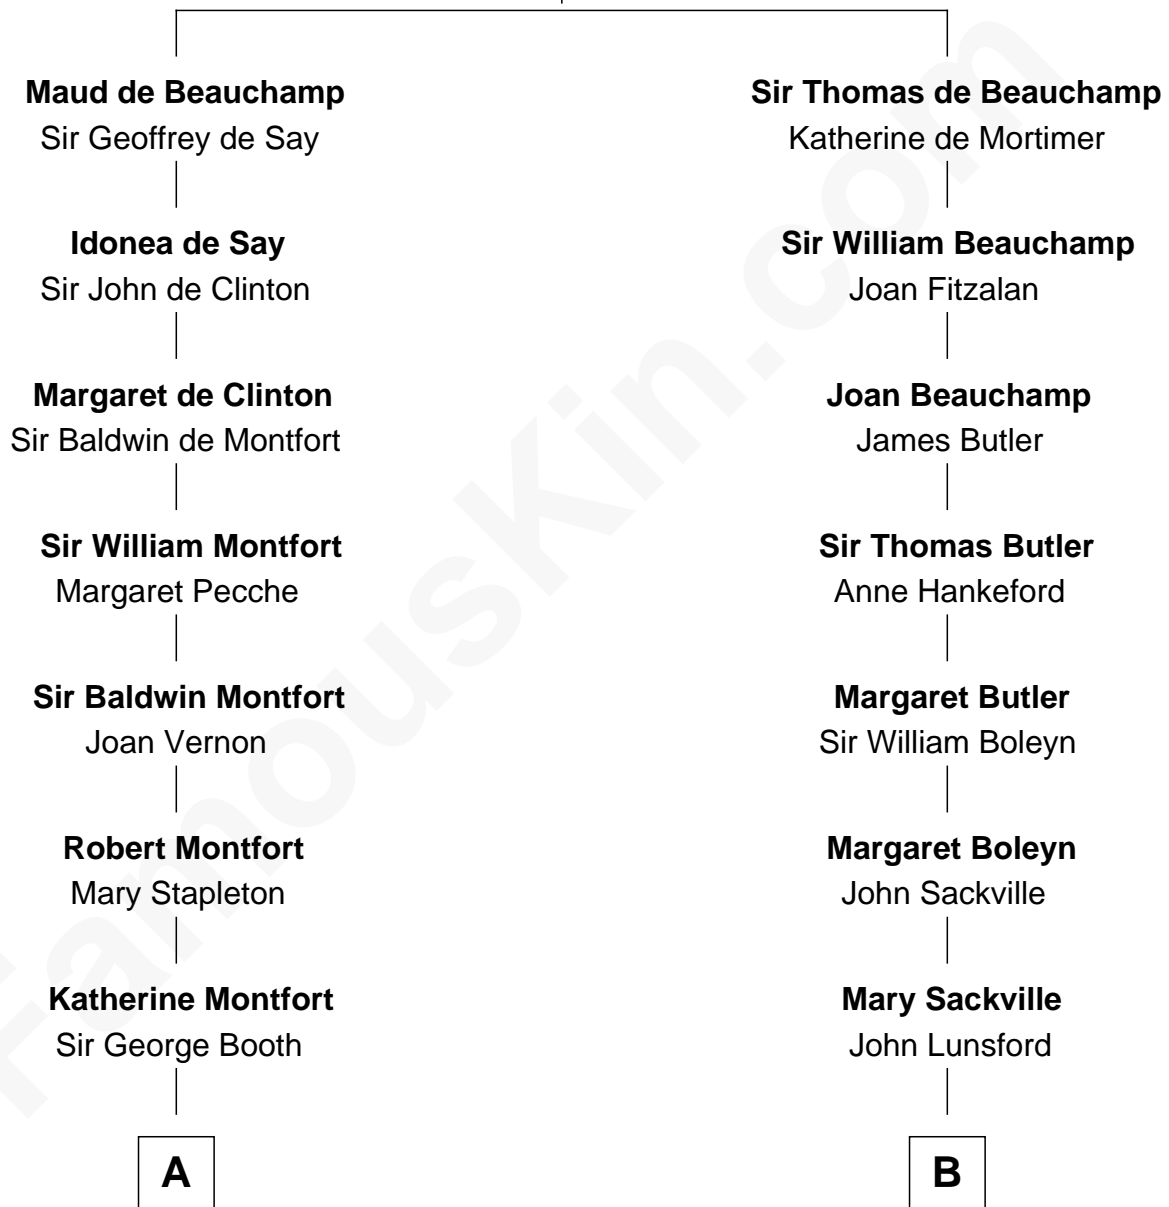 Maud de Beauchamp
Sir Geoffrey de Say
Idonea de Say
Sir John de Clinton
Margaret de Clinton
Sir Baldwin de Montfort
Sir William Montfort
Margaret Pecche
Sir Baldwin Montfort
Joan Vernon
Robert Montfort
Mary Stapleton
Katherine Montfort
Sir George Booth
A
Sir Thomas de Beauchamp
Katherine de Mortimer
Sir William Beauchamp
Joan Fitzalan
Joan Beauchamp
James Butler
Sir Thomas Butler
Anne Hankeford
Margaret Butler
Sir William Boleyn
Margaret Boleyn
John Sackville
Mary Sackville
John Lunsford
B
FamousKin.com